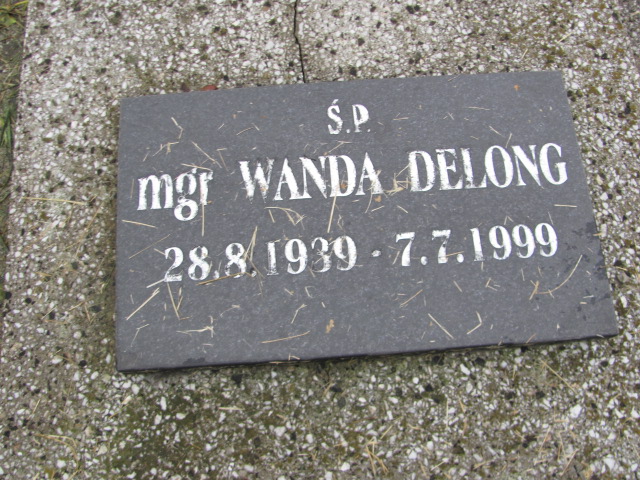 Ś.P.
mgr WANDA DELONG
28.8.1939 - 7.7.1999